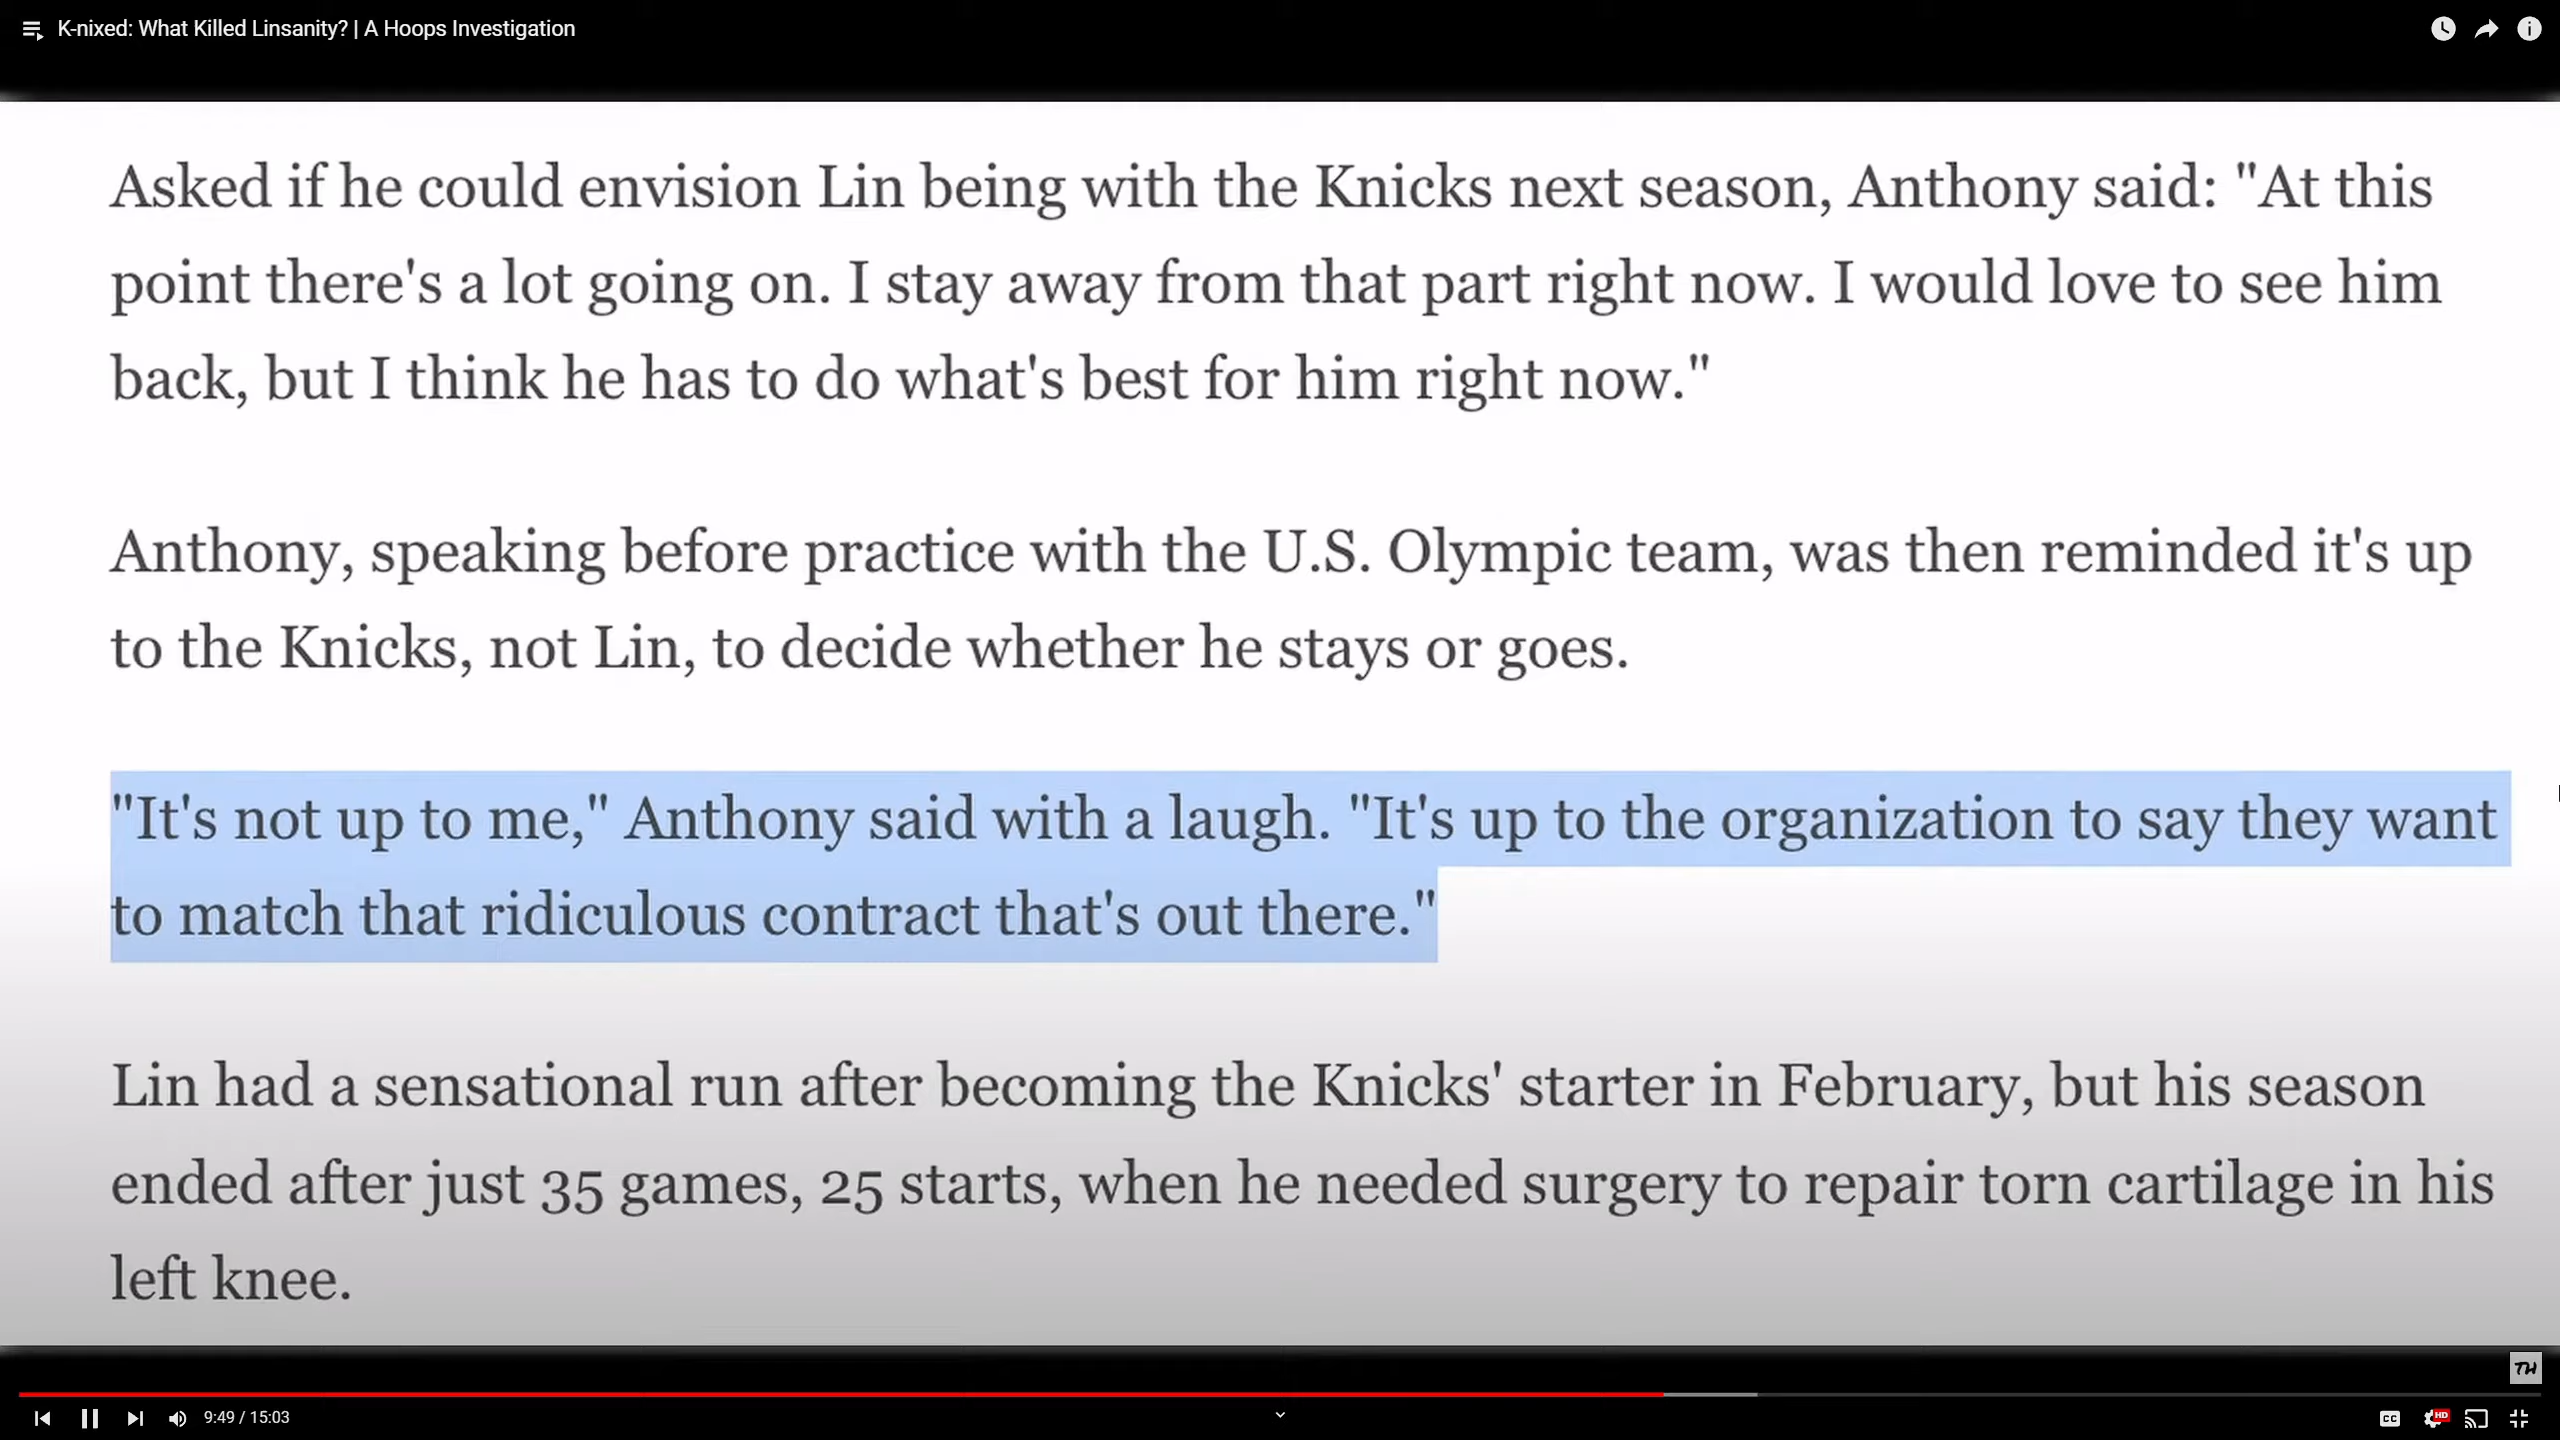 K-nixed: What Killed Linsanity? | A Hoops Investigation
Asked if he could envision Lin being with the Knicks next season, Anthony said: "At this
point there's a lot going on. I stay away from that part right now. I would love to see him
back, but I think he has to do what's best for him right now."
Anthony, speaking before practice with the U.S. Olympic team, was then reminded it's up
to the Knicks, not Lin, to decide whether he stays or goes.
"It's not up to me," Anthony said with a laugh. "It's up to the organization to say they want
to match that ridiculous contract that's out there."
Lin had a sensational run after becoming the Knicks' starter in February, but his season
ended after just 35 games, 25 starts, when he needed surgery to repair torn cartilage in his
left knee.
TH
9:49 / 15:03
CC
HD